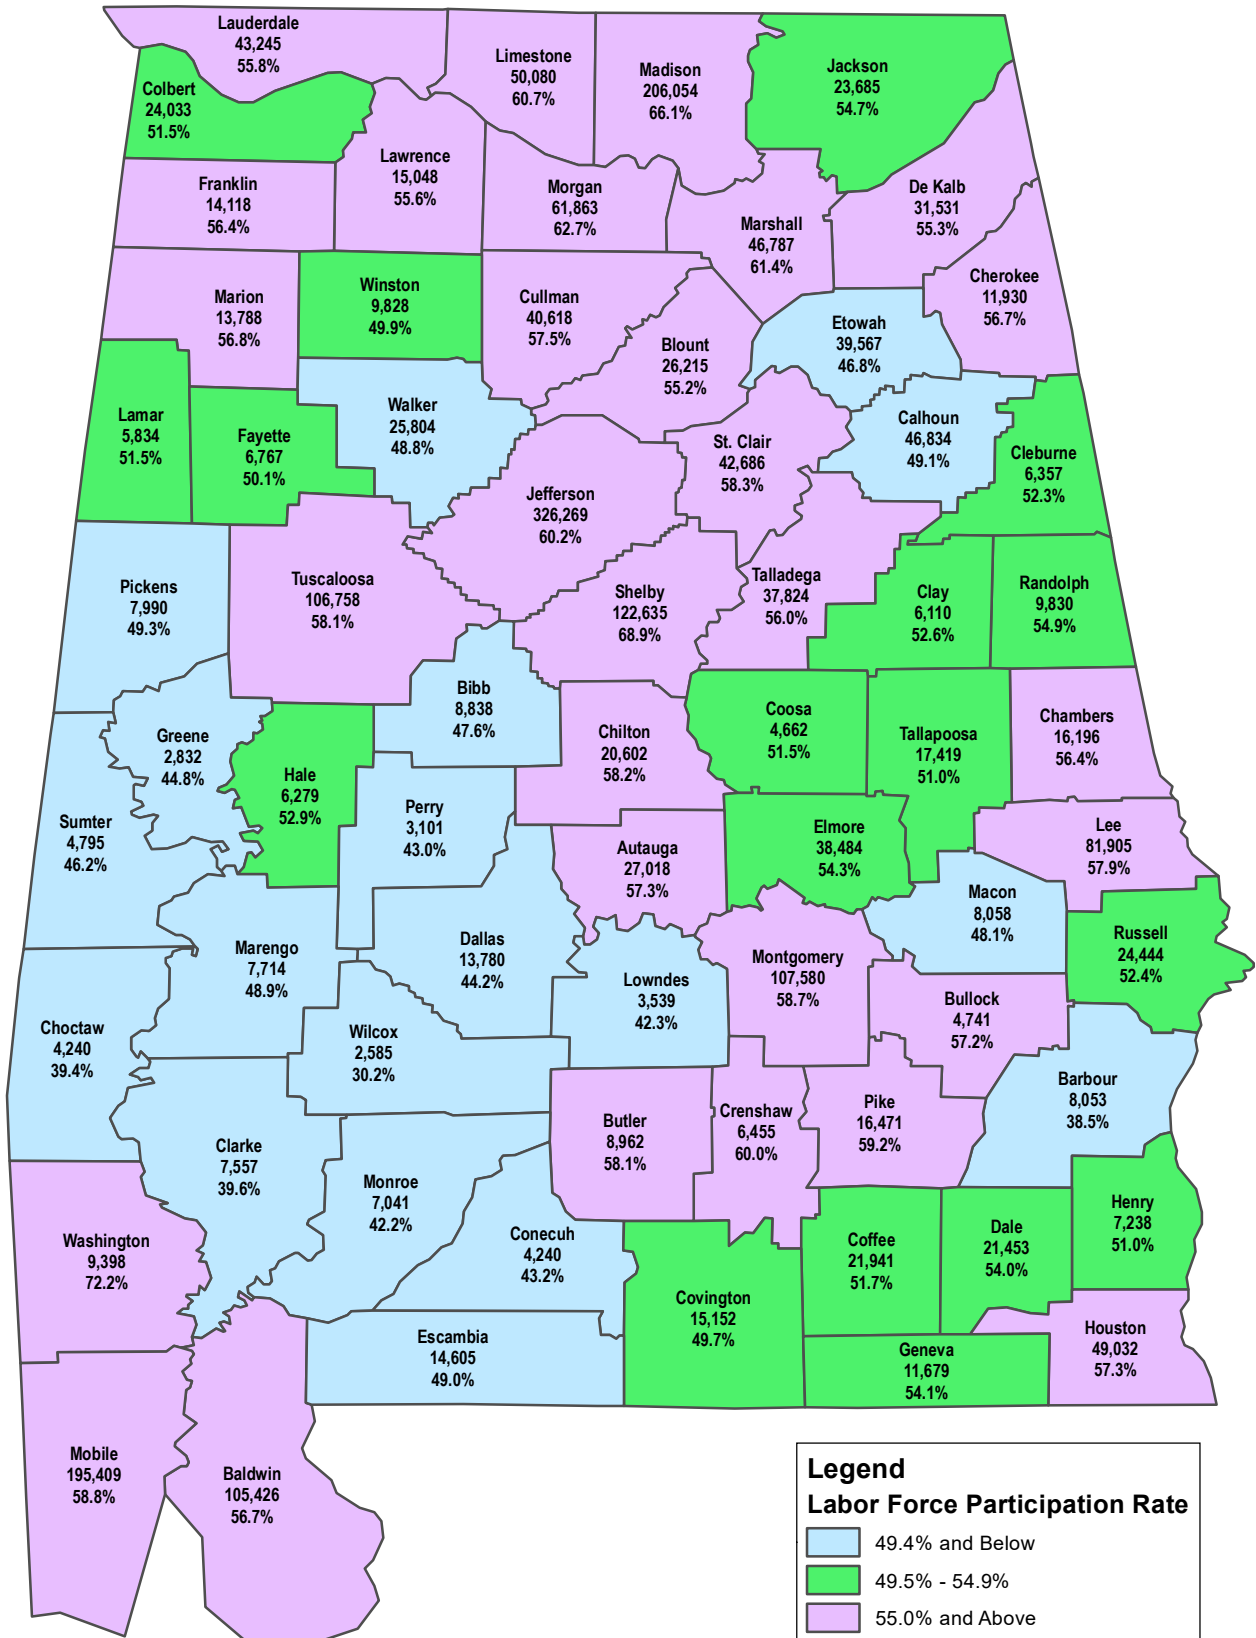 Lauderdale
43,245
55.8%
Limestone
50,080
60.7%
Madison
206,054
66.1%
Jackson
23,685
54.7%
Colbert
24,033
51.5%
Lawrence
15,048
55.6%
Franklin
14,118
56.4%
Morgan
61,863
62.7%
Marshall
46,787
61.4%
De Kalb
31,531
55.3%
Cherokee
11,930
56.7%
Marion
13,788
56.8%
Winston
9,828
49.9%
Cullman
40,618
57.5%
Blount
26,215
55.2%
Etowah
39,567
46.8%
Lamar
5,834
51.5%
Fayette
6,767
50.1%
Walker
25,804
48.8%
St. Clair
42,686
58.3%
Calhoun
46,834
49.1%
Cleburne
6,357
52.3%
Jefferson
326,269
60.2%
Pickens
7,990
49.3%
Tuscaloosa
106,758
58.1%
Shelby
122,635
68.9%
Talladega
37,824
56.0%
Clay
6,110
52.6%
Randolph
9,830
54.9%
Greene
2,832
44.8%
Bibb
8,838
47.6%
Chilton
20,602
58.2%
Coosa
4,662
51.5%
Tallapoosa
17,419
51.0%
Chambers
16,196
56.4%
Sumter
4,795
46.2%
Hale
6,279
52.9%
Perry
3,101
43.0%
Autauga
27,018
57.3%
Elmore
38,484
54.3%
Lee
81,905
57.9%
Macon
8,058
48.1%
Russell
24,444
52.4%
Marengo
7,714
48.9%
Dallas
13,780
44.2%
Lowndes
3,539
42.3%
Montgomery
107,580
58.7%
Bullock
4,741
57.2%
Choctaw
4,240
39.4%
Wilcox
2,585
30.2%
Barbour
8,053
38.5%
Clarke
7,557
39.6%
Monroe
7,041
42.2%
Butler
8,962
58.1%
Crenshaw
6,455
60.0%
Pike
16,471
59.2%
Washington
9,398
72.2%
Conecuh
4,240
43.2%
Covington
15,152
49.7%
Coffee
21,941
51.7%
Dale
21,453
54.0%
Henry
7,238
51.0%
Escambia
14,605
49.0%
Geneva
11,679
54.1%
Houston
49,032
57.3%
Mobile
195,409
58.8%
Baldwin
105,426
56.7%
Legend
Labor Force Participation Rate
49.4% and Below
49.5% - 54.9%
55.0% and Above